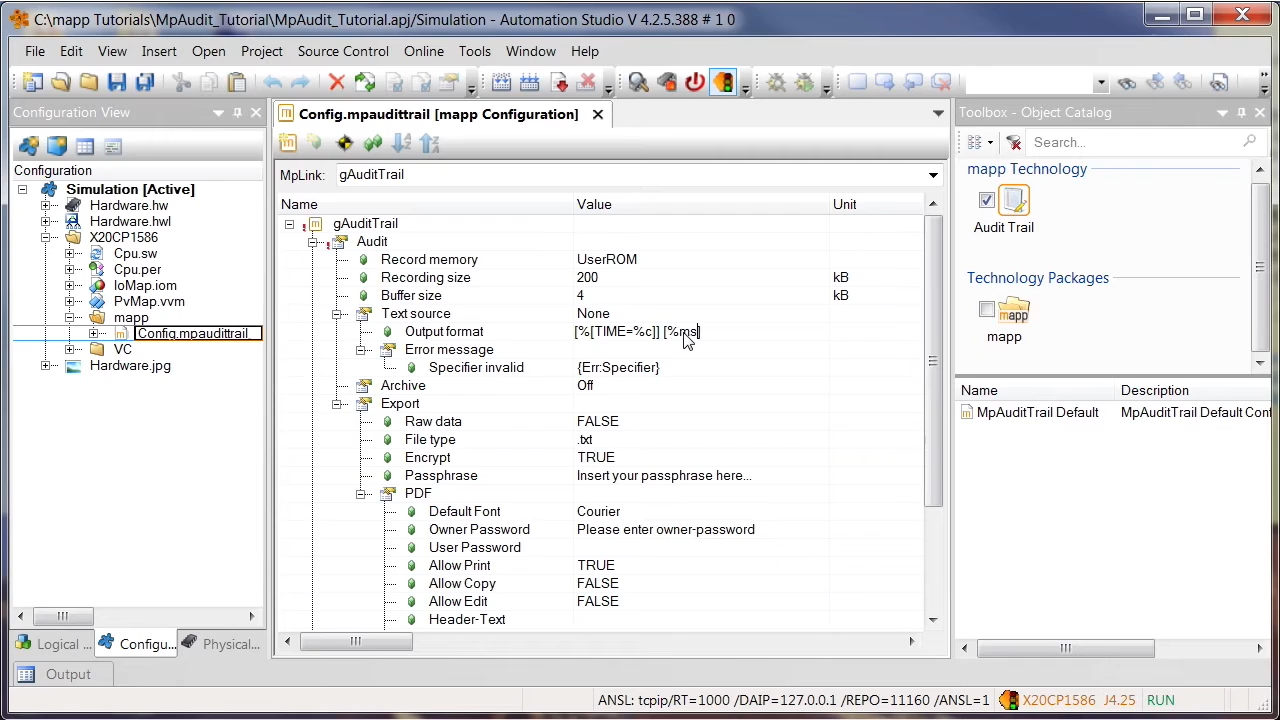 C:\mapp Tutorials\MpAudit_Tutorial\MpAudit_Tutorial.apj/Simulation - Automation Studio V 4.2.5.388 # 1 0
File Edit View Insert Open Project Source Control Online Tools Window Help
Configuration View
Configuration
Simulation [Active]
Hardware.hw
Hardware.hwl
X20CP1586
Cpu.sw
Cpu.per
IoMap.iom
PvMap.vvm
mapp
Config.mpaudittrail
VC
Hardware.jpg
Logical ... Configu... Physical...
Output
Config.mpaudittrail [mapp Configuration]
MpLink: gAuditTrail
Name Value Unit
gAuditTrail
Audit
Record memory UserROM
Recording size 200 kB
Buffer size 4 kB
Text source None
Output format [%[TIME=%c]] [%ms]
Error message
Specifier invalid {Err:Specifier}
Archive Off
Export
Raw data FALSE
File type .txt
Encrypt TRUE
Passphrase Insert your passphrase here...
PDF
Default Font Courier
Owner Password Please enter owner-password
User Password
Allow Print TRUE
Allow Copy FALSE
Allow Edit FALSE
Header-Text
Toolbox - Object Catalog
Search...
mapp Technology
Audit Trail
Technology Packages
mapp
mapp
Name Description
MpAuditTrail Default MpAuditTrail Default Conf
ANSL: tcpip/RT=1000 /DAIP=127.0.0.1 /REPO=11160 /ANSL=1 X20CP1586 J4.25 RUN